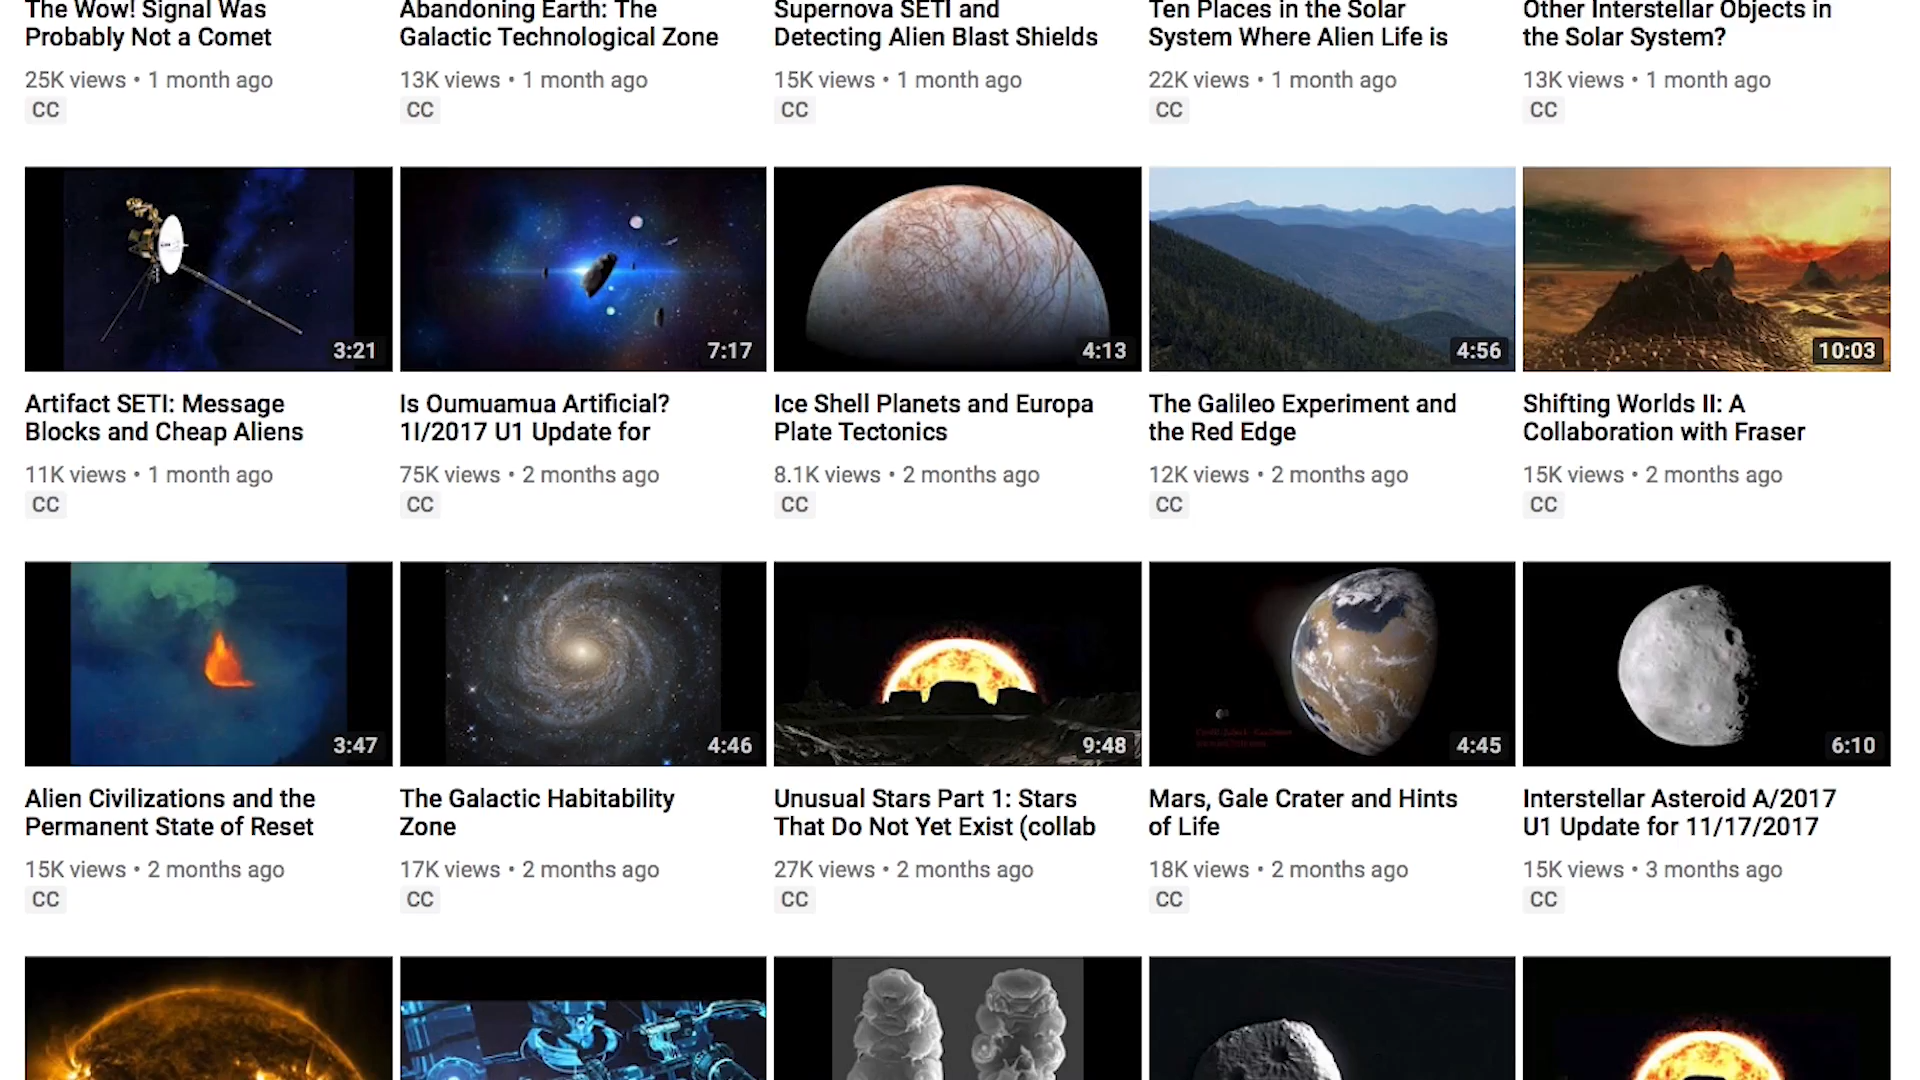 The Wow! Signal Was
Probably Not a Comet
25K views • 1 month ago
CC
Abandoning Earth: The
Galactic Technological Zone
13K views • 1 month ago
CC
Supernova SETI and
Detecting Alien Blast Shields
15K views • 1 month ago
CC
Ten Places in the Solar
System Where Alien Life is
22K views • 1 month ago
CC
Other Interstellar Objects in
the Solar System?
13K views • 1 month ago
CC
3:21
Artifact SETI: Message
Blocks and Cheap Aliens
11K views • 1 month ago
CC
7:17
Is Oumuamua Artificial?
1I/2017 U1 Update for
75K views • 2 months ago
CC
4:13
Ice Shell Planets and Europa
Plate Tectonics
8.1K views • 2 months ago
CC
4:56
The Galileo Experiment and
the Red Edge
12K views • 2 months ago
CC
10:03
Shifting Worlds II: A
Collaboration with Fraser
15K views • 2 months ago
CC
3:47
Alien Civilizations and the
Permanent State of Reset
15K views • 2 months ago
CC
4:46
The Galactic Habitability
Zone
17K views • 2 months ago
CC
9:48
Unusual Stars Part 1: Stars
That Do Not Yet Exist (collab
27K views • 2 months ago
CC
4:45
Mars, Gale Crater and Hints
of Life
18K views • 2 months ago
CC
6:10
Interstellar Asteroid A/2017
U1 Update for 11/17/2017
15K views • 3 months ago
CC